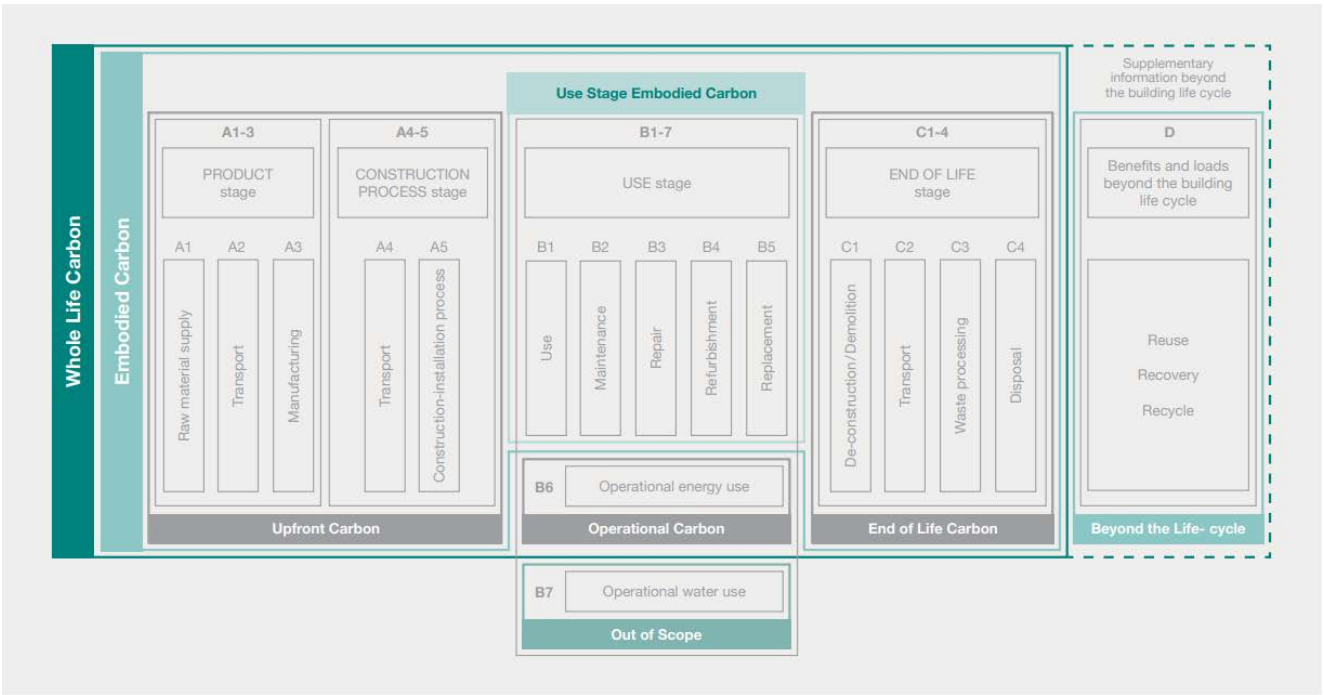 Whole Life Carbon
Embodied Carbon
Use Stage Embodied Carbon
Supplementary
information beyond
the building life cycle
A1-3
PRODUCT
stage
A1
A2
A3
Raw material supply
Transport
Manufacturing
A4-5
CONSTRUCTION
PROCESS stage
A4
A5
Transport
Construction-installation process
Upfront Carbon
B1-7
USE stage
B1
B2
B3
B4
B5
Use
Maintenance
Repair
Refurbishment
Replacement
B6
Operational energy use
Operational Carbon
B7
Operational water use
Out of Scope
C1-4
END OF LIFE
stage
C1
C2
C3
C4
De-construction/Demolition
Transport
Waste processing
Disposal
End of Life Carbon
D
Benefits and loads
beyond the building
life cycle
Reuse
Recovery
Recycle
Beyond the Life- cycle